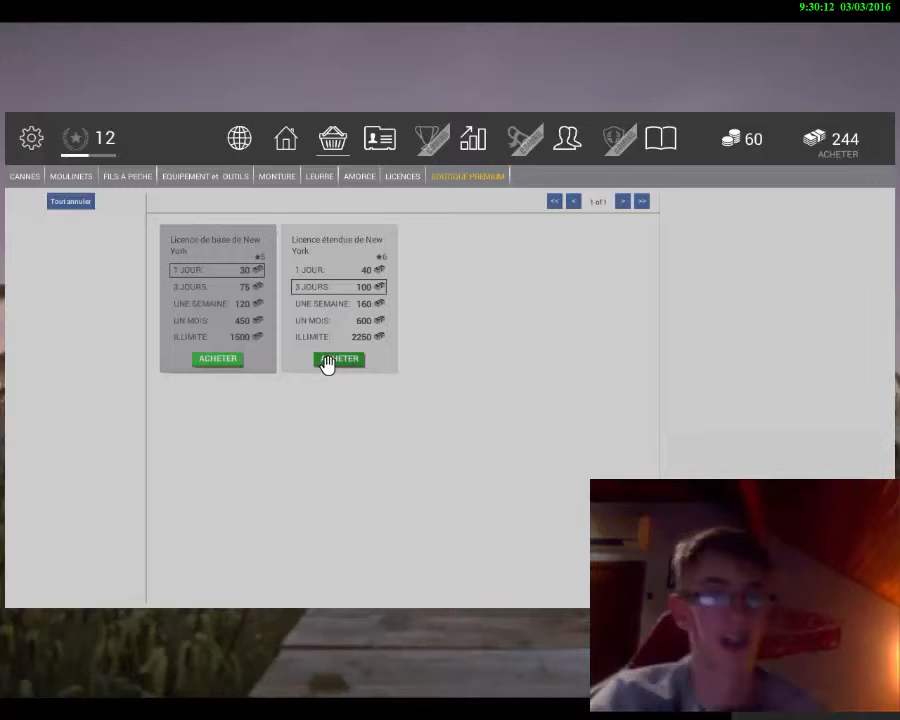 9:30:12 03/03/2016
12
60
244
ACHETER
CANNES MOULINETS FILS A PECHE EQUIPEMENT et OUTILS MONTURE LEURRE AMORCE LICENCES BOUTIQUE PREMIUM
Tout annuler
<< < 1 of 1 > >>
Licence de base de New
York
★5
1 JOUR: 30
3 JOURS: 75
UNE SEMAINE: 120
UN MOIS: 450
ILLIMITE: 1500
ACHETER
Licence étendue de New
York
★6
1 JOUR: 40
3 JOURS: 100
UNE SEMAINE: 160
UN MOIS: 600
ILLIMITE: 2250
ACHETER